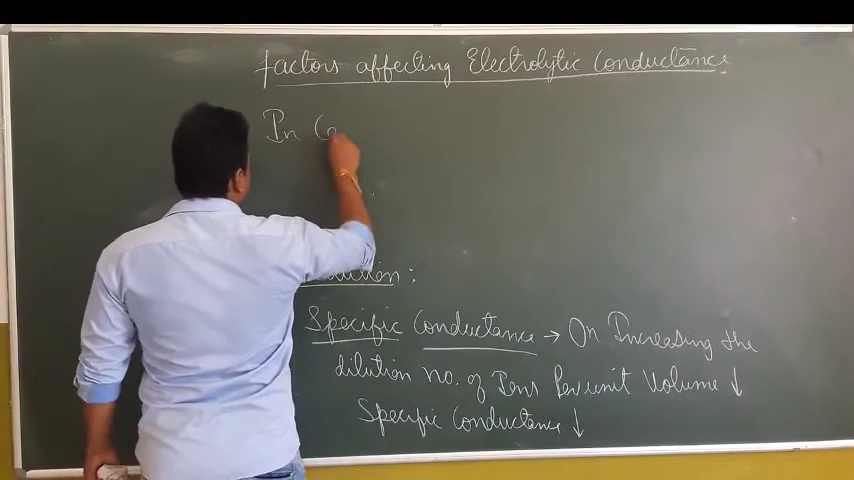 factors affecting Electrolytic Conductance
In Co
Specific Conductance → On Increasing the
dilution no. of Ions Per unit Volume ↓
Specific Conductance ↓